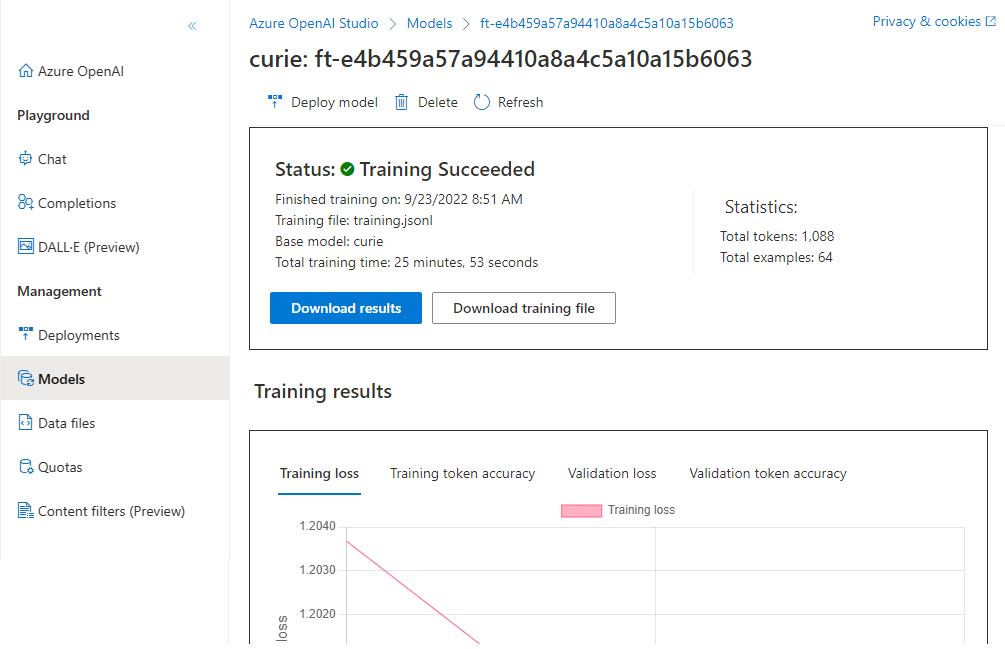 Azure OpenAI
Playground
Chat
Completions
DALL·E (Preview)
Management
Deployments
Models
Data files
Quotas
Content filters (Preview)
Azure OpenAI Studio > Models > ft-e4b459a57a94410a8a4c5a10a15b6063
Privacy & cookies
curie: ft-e4b459a57a94410a8a4c5a10a15b6063
Deploy model Delete Refresh
Status: Training Succeeded
Finished training on: 9/23/2022 8:51 AM
Training file: training.jsonl
Base model: curie
Total training time: 25 minutes, 53 seconds
Statistics:
Total tokens: 1,088
Total examples: 64
Download results Download training file
Training results
Training loss Training token accuracy Validation loss Validation token accuracy
Training loss
1.2040
1.2030
1.2020
loss